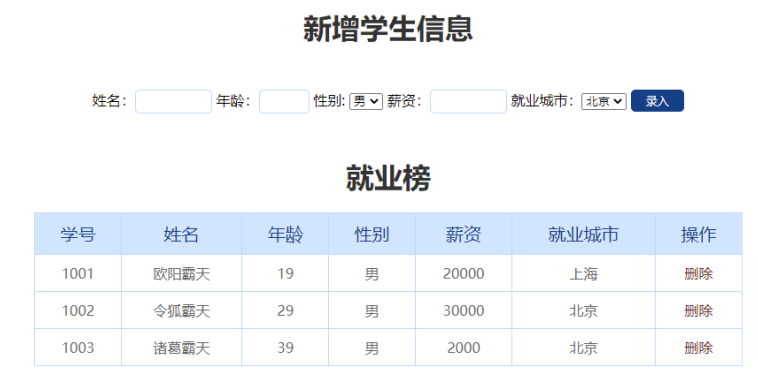 新增学生信息
姓名： 年龄： 性别: 男 薪资： 就业城市： 北京 录入
就业榜
学号 姓名 年龄 性别 薪资 就业城市 操作
1001 欧阳霸天 19 男 20000 上海 删除
1002 令狐霸天 29 男 30000 北京 删除
1003 诸葛霸天 39 男 2000 北京 删除